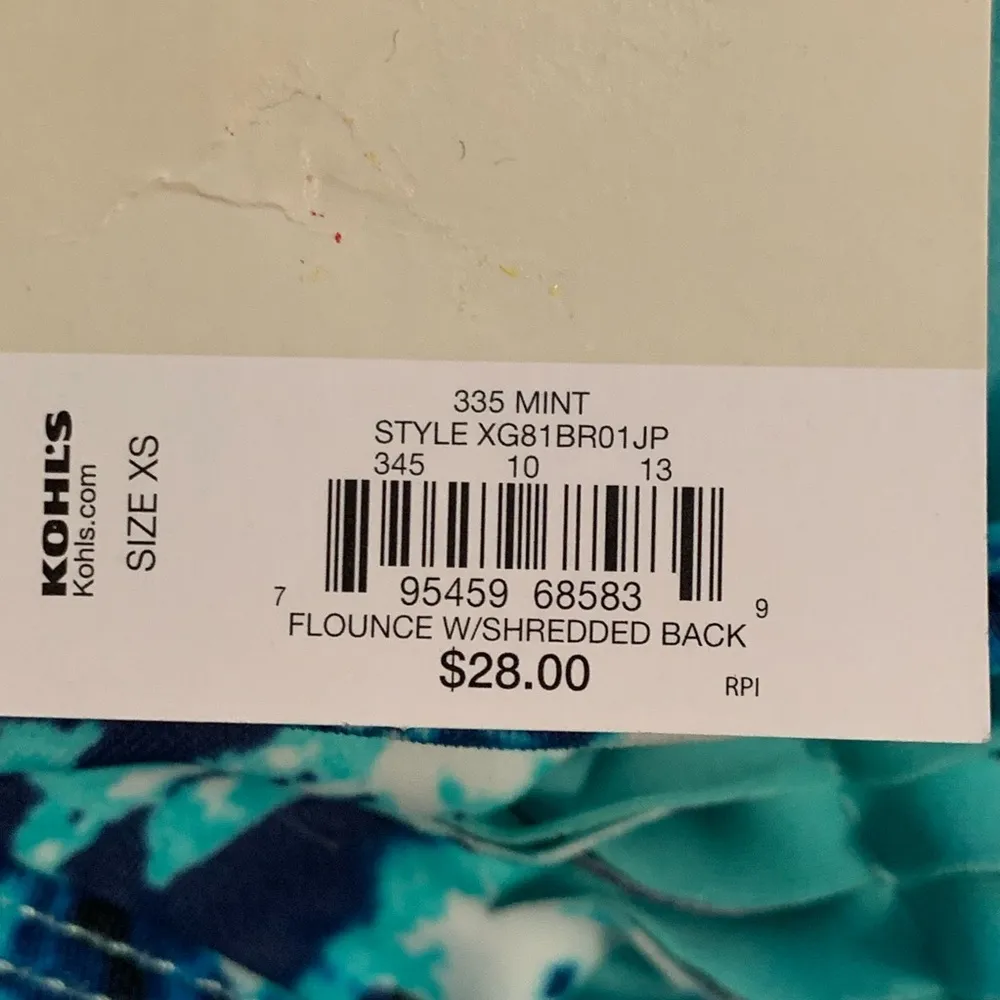 KOHL'S
Kohls.com
SIZE XS
335 MINT
STYLE XG81BR01JP
345 10 13
7 95459 68583 9
FLOUNCE W/SHREDDED BACK
$28.00
RPI